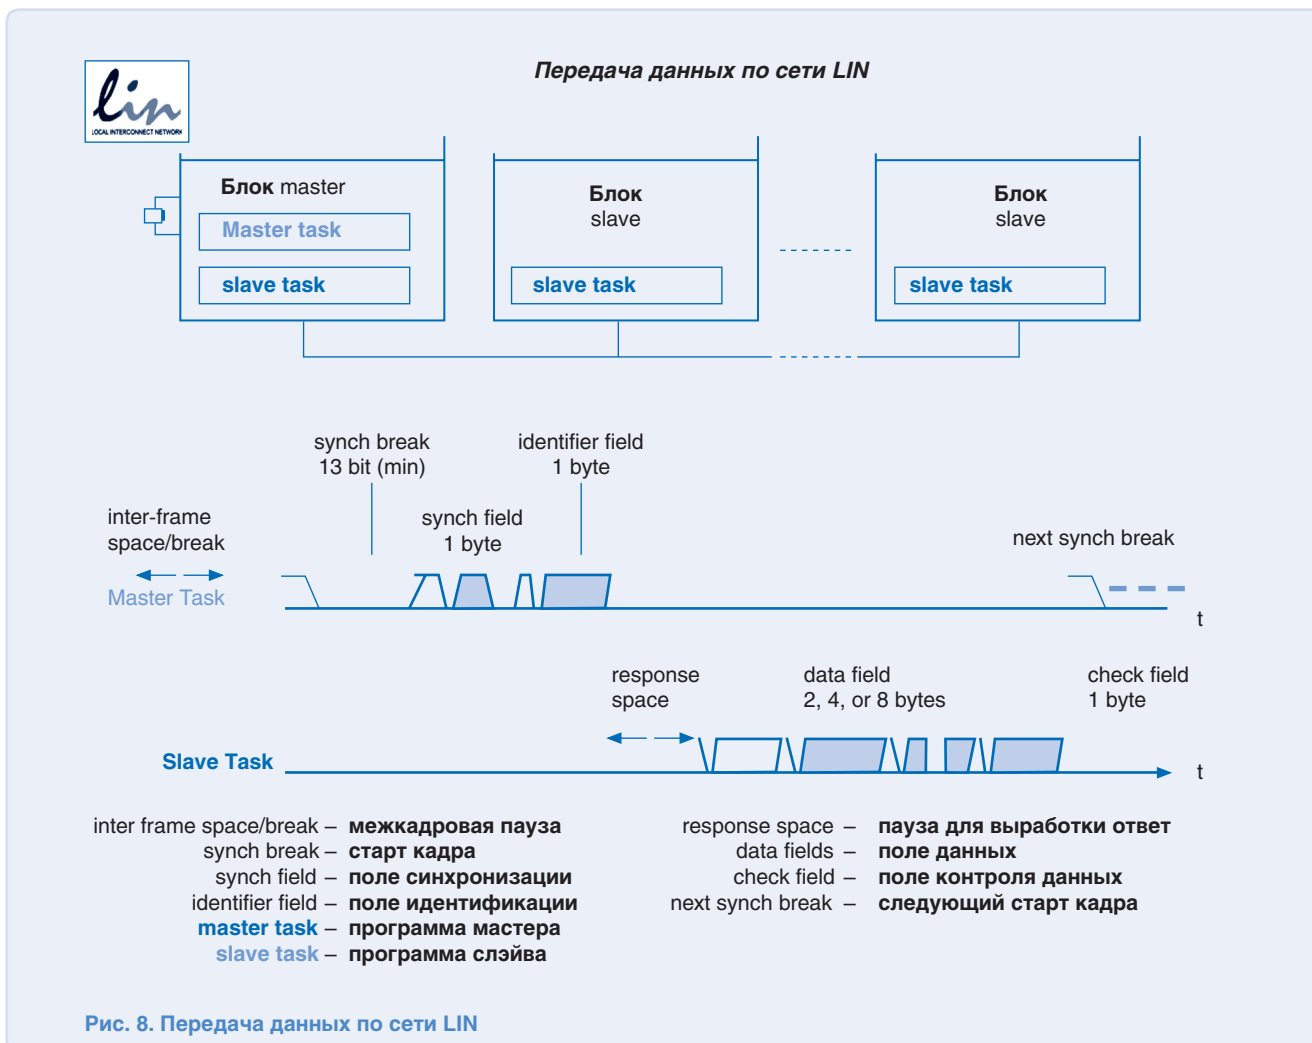 Передача данных по сети LIN
lin
LOCAL INTERCONNECT NETWORK
Блок master
Master task
slave task
Блок
slave
slave task
Блок
slave
slave task
synch break
13 bit (min)
identifier field
1 byte
inter-frame
space/break
synch field
1 byte
next synch break
Master Task
t
response
space
data field
2, 4, or 8 bytes
check field
1 byte
Slave Task
t
inter frame space/break – межкадровая пауза
synch break – старт кадра
synch field – поле синхронизации
identifier field – поле идентификации
master task – программа мастера
slave task – программа слэйва
response space – пауза для выработки ответ
data fields – поле данных
check field – поле контроля данных
next synch break – следующий старт кадра
Рис. 8. Передача данных по сети LIN